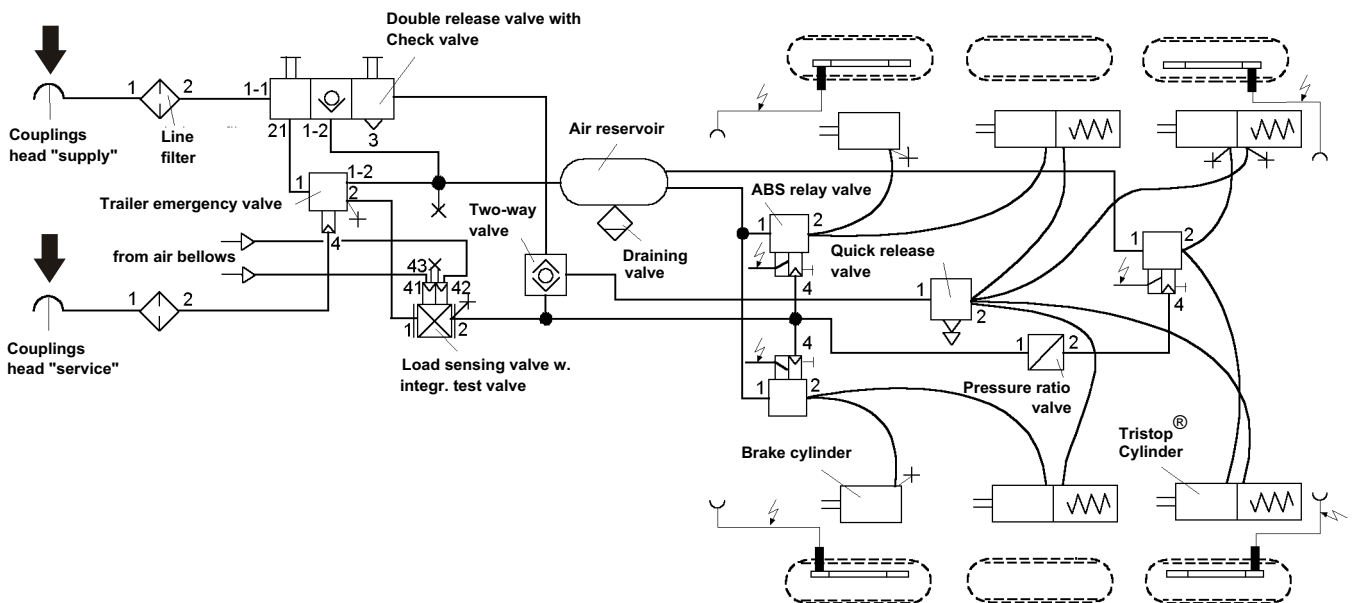 Double release valve with
Check valve
1
2
1-1
21
1-2
3
Couplings
head "supply"
Line
filter
Air reservoir
1
1-2
2
Trailer emergency valve
4
ABS relay valve
1
2
4
Two-way
valve
Draining
valve
Quick release
valve
1
2
from air bellows
43
41
42
1
2
1
2
4
1
2
Couplings
head "service"
Load sensing valve w.
integr. test valve
4
1
2
1
2
Pressure ratio
valve
Brake cylinder
Tristop®
Cylinder